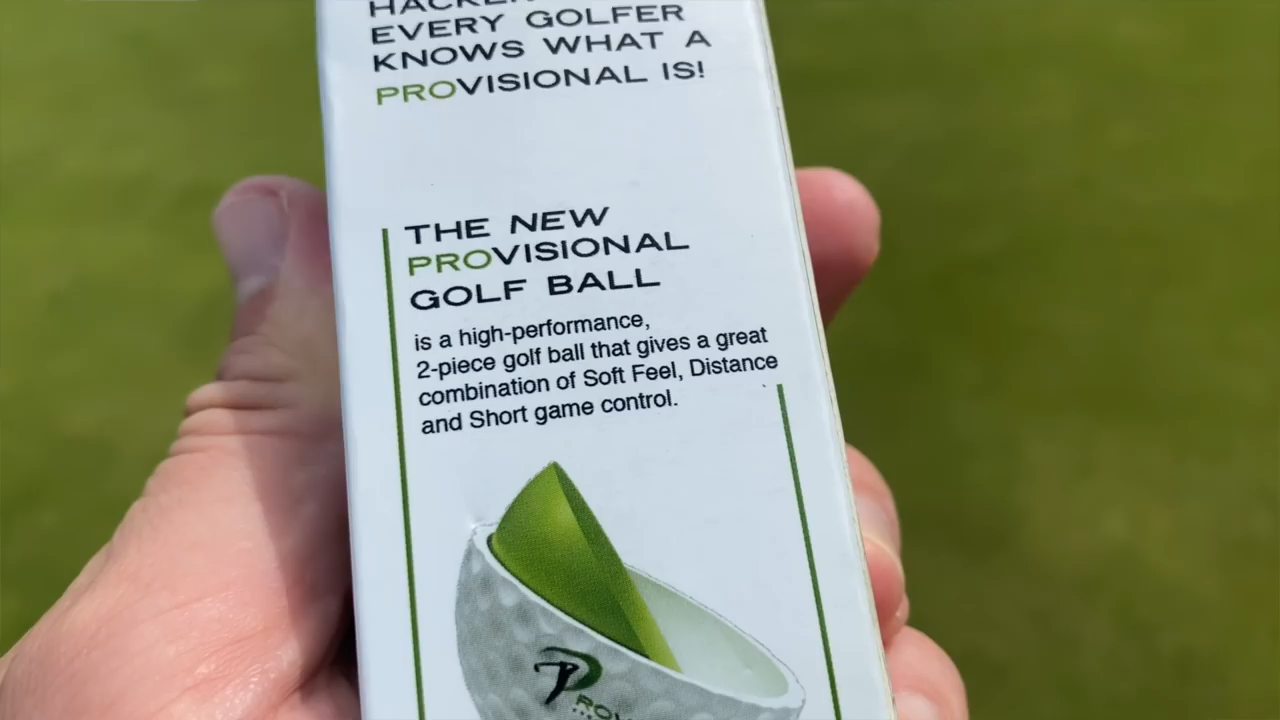 EVERY GOLFER
KNOWS WHAT A
PROVISIONAL IS!
THE NEW
PROVISIONAL
GOLF BALL
is a high-performance,
2-piece golf ball that gives a great
combination of Soft Feel, Distance
and Short game control.